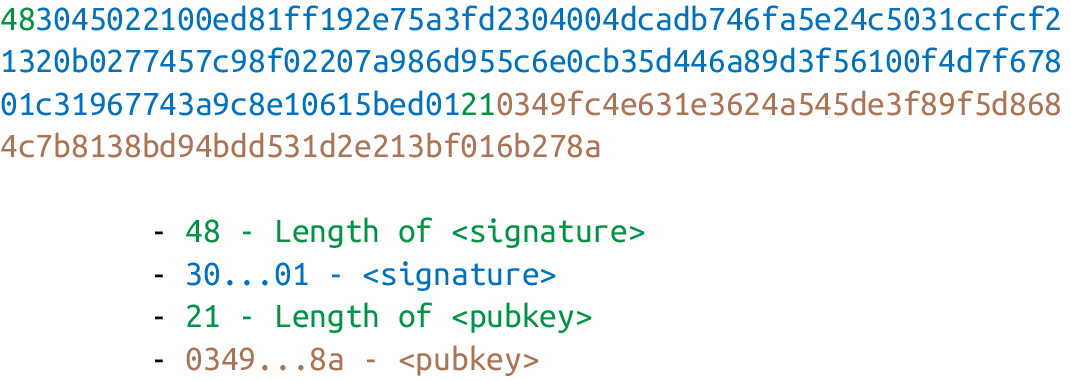 483045022100ed81ff192e75a3fd2304004dcadb746fa5e24c5031ccfcf2
1320b0277457c98f02207a986d955c6e0cb35d446a89d3f56100f4d7f678
01c31967743a9c8e10615bed01210349fc4e631e3624a545de3f89f5d868
4c7b8138bd94bdd531d2e213bf016b278a
- 48 - Length of <signature>
- 30...01 - <signature>
- 21 - Length of <pubkey>
- 0349...8a - <pubkey>